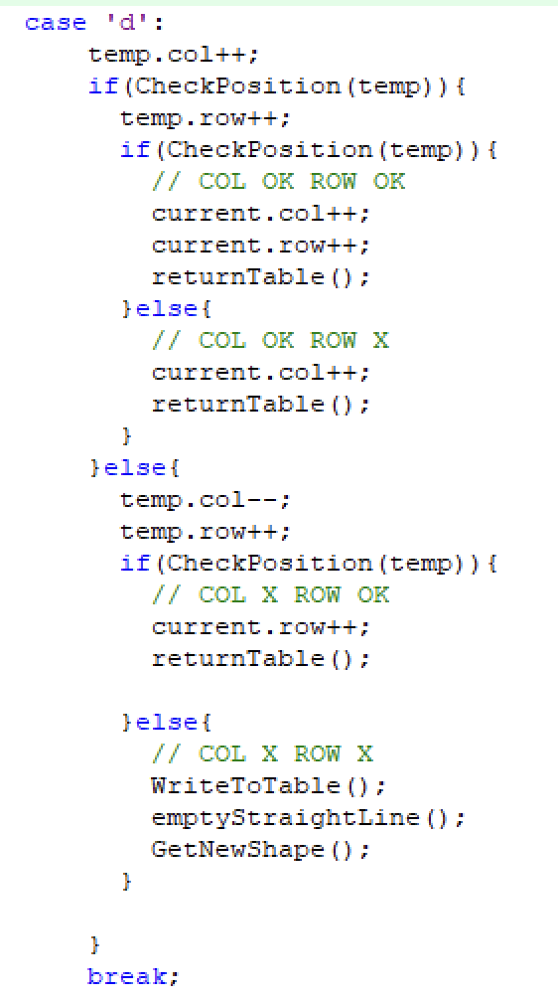 case 'd':
    temp.col++;
    if(CheckPosition(temp)){
      temp.row++;
      if(CheckPosition(temp)){
        // COL OK ROW OK
        current.col++;
        current.row++;
        returnTable();
      }else{
        // COL OK ROW X
        current.col++;
        returnTable();
      }
    }else{
      temp.col--;
      temp.row++;
      if(CheckPosition(temp)){
        // COL X ROW OK
        current.row++;
        returnTable();

      }else{
        // COL X ROW X
        WriteToTable();
        emptyStraightLine();
        GetNewShape();
      }

    }
    break;